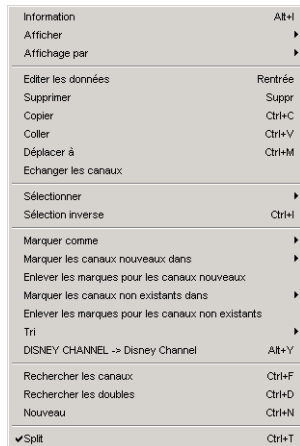 Information Alt+I
Afficher
Affichage par
Editer les données Rentrée
Supprimer Suppr
Copier Ctrl+C
Coller Ctrl+V
Déplacer à Ctrl+M
Echanger les canaux
Sélectionner
Sélection inverse Ctrl+I
Marquer comme
Marquer les canaux nouveaux dans
Enlever les marques pour les canaux nouveaux
Marquer les canaux non existants dans
Enlever les marques pour les canaux non existants
Tri
DISNEY CHANNEL -> Disney Channel Alt+Y
Rechercher les canaux Ctrl+F
Rechercher les doubles Ctrl+D
Nouveau Ctrl+N
✓Split Ctrl+T